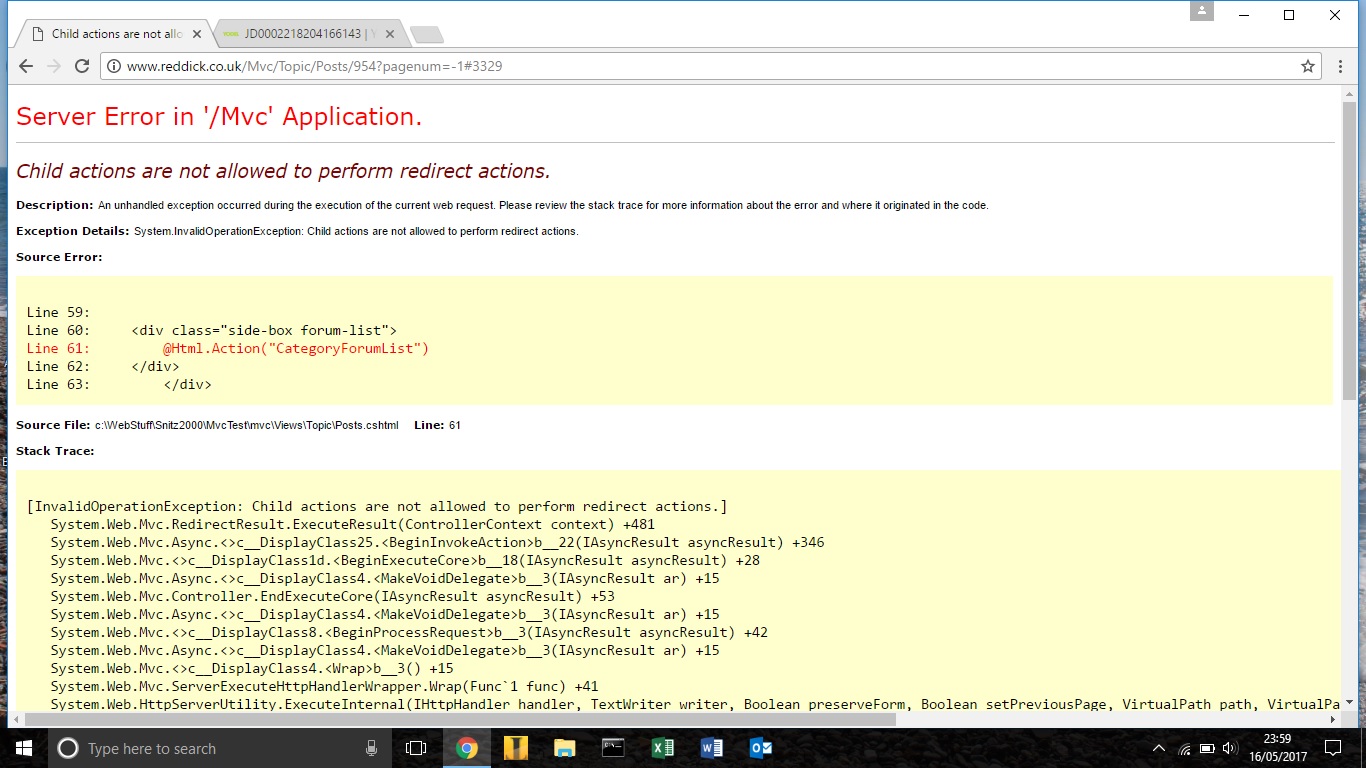 Child actions are not allo
JD0002218204166143 |
www.reddick.co.uk/Mvc/Topic/Posts/954?pagenum=-1#3329
Server Error in '/Mvc' Application.
Child actions are not allowed to perform redirect actions.
Description: An unhandled exception occurred during the execution of the current web request. Please review the stack trace for more information about the error and where it originated in the code.
Exception Details: System.InvalidOperationException: Child actions are not allowed to perform redirect actions.
Source Error:
Line 59:
Line 60:     <div class="side-box forum-list">
Line 61:         @Html.Action("CategoryForumList")
Line 62:     </div>
Line 63:         </div>
Source File: c:\WebStuff\Snitz2000\MvcTest\mvc\Views\Topic\Posts.cshtml    Line: 61
Stack Trace:
[InvalidOperationException: Child actions are not allowed to perform redirect actions.]
System.Web.Mvc.RedirectResult.ExecuteResult(ControllerContext context) +481
System.Web.Mvc.Async.<>c__DisplayClass25.<BeginInvokeAction>b__22(IAsyncResult asyncResult) +346
System.Web.Mvc.<>c__DisplayClass1d.<BeginExecuteCore>b__18(IAsyncResult asyncResult) +28
System.Web.Mvc.Async.<>c__DisplayClass4.<MakeVoidDelegate>b__3(IAsyncResult ar) +15
System.Web.Mvc.Controller.EndExecuteCore(IAsyncResult asyncResult) +53
System.Web.Mvc.Async.<>c__DisplayClass4.<MakeVoidDelegate>b__3(IAsyncResult ar) +15
System.Web.Mvc.<>c__DisplayClass8.<BeginProcessRequest>b__3(IAsyncResult asyncResult) +42
System.Web.Mvc.Async.<>c__DisplayClass4.<MakeVoidDelegate>b__3(IAsyncResult ar) +15
System.Web.Mvc.<>c__DisplayClass4.<Wrap>b__3() +15
System.Web.Mvc.ServerExecuteHttpHandlerWrapper.Wrap(Func`1 func) +41
System.Web.HttpServerUtility.ExecuteInternal(IHttpHandler handler, TextWriter writer, Boolean preserveForm, Boolean setPreviousPage, VirtualPath path, VirtualPa
Type here to search
23:59
16/05/2017